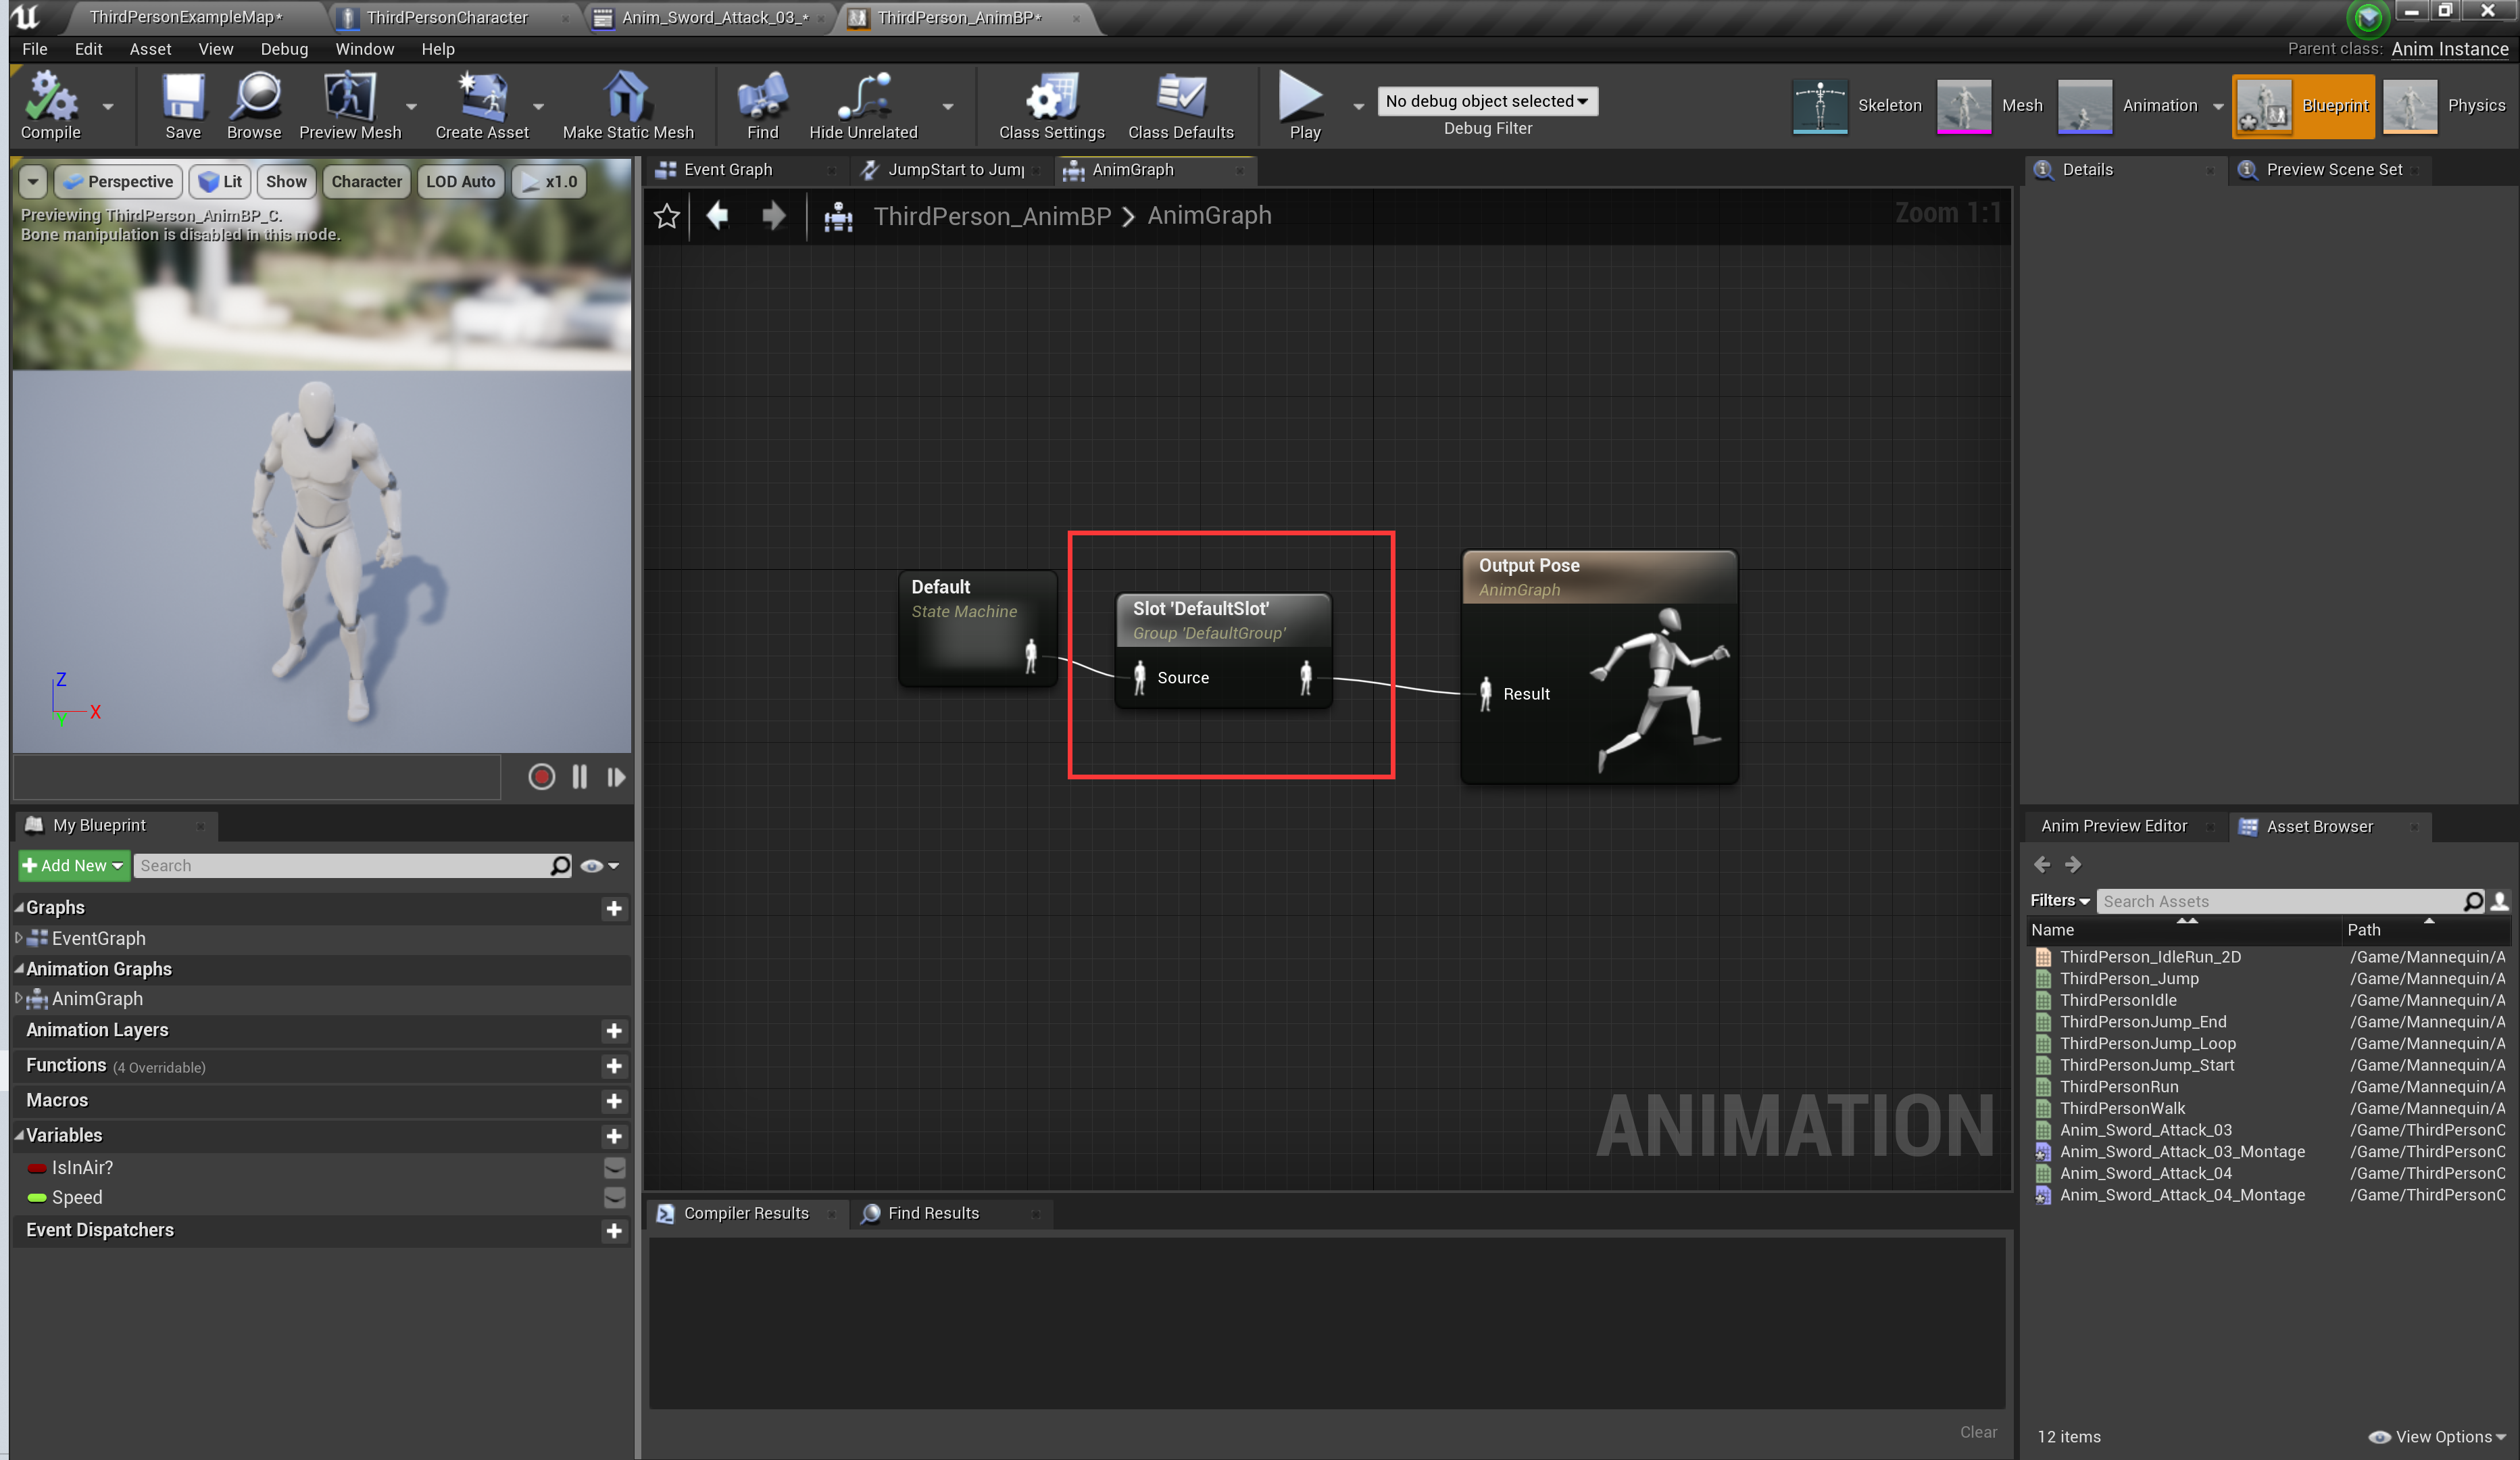 ThirdPersonExampleMap*
ThirdPersonCharacter
Anim_Sword_Attack_03_*
ThirdPerson_AnimBP*
File Edit Asset View Debug Window Help
Parent class: Anim Instance
Compile
Save
Browse
Preview Mesh
Create Asset
Make Static Mesh
Find
Hide Unrelated
Class Settings
Class Defaults
Play
No debug object selected
Debug Filter
Skeleton
Mesh
Animation
Blueprint
Physics
Perspective
Lit
Show
Character
LOD Auto
x1.0
Previewing ThirdPerson_AnimBP_C.
Bone manipulation is disabled in this mode.
Z
X
Y
Event Graph
JumpStart to Jum
AnimGraph
ThirdPerson_AnimBP > AnimGraph
Zoom 1:1
Default
State Machine
Slot 'DefaultSlot'
Group 'DefaultGroup'
Source
Output Pose
AnimGraph
Result
ANIMATION
Details
Preview Scene Set
My Blueprint
Add New
Search
Graphs
EventGraph
Animation Graphs
AnimGraph
Animation Layers
Functions (4 Overridable)
Macros
Variables
IsInAir?
Speed
Event Dispatchers
Compiler Results
Find Results
Clear
Anim Preview Editor
Asset Browser
Filters
Search Assets
Name Path
ThirdPerson_IdleRun_2D /Game/Mannequin/A
ThirdPerson_Jump /Game/Mannequin/A
ThirdPersonIdle /Game/Mannequin/A
ThirdPersonJump_End /Game/Mannequin/A
ThirdPersonJump_Loop /Game/Mannequin/A
ThirdPersonJump_Start /Game/Mannequin/A
ThirdPersonRun /Game/Mannequin/A
ThirdPersonWalk /Game/Mannequin/A
Anim_Sword_Attack_03 /Game/ThirdPersonC
Anim_Sword_Attack_03_Montage /Game/ThirdPersonC
Anim_Sword_Attack_04 /Game/ThirdPersonC
Anim_Sword_Attack_04_Montage /Game/ThirdPersonC
12 items
View Options